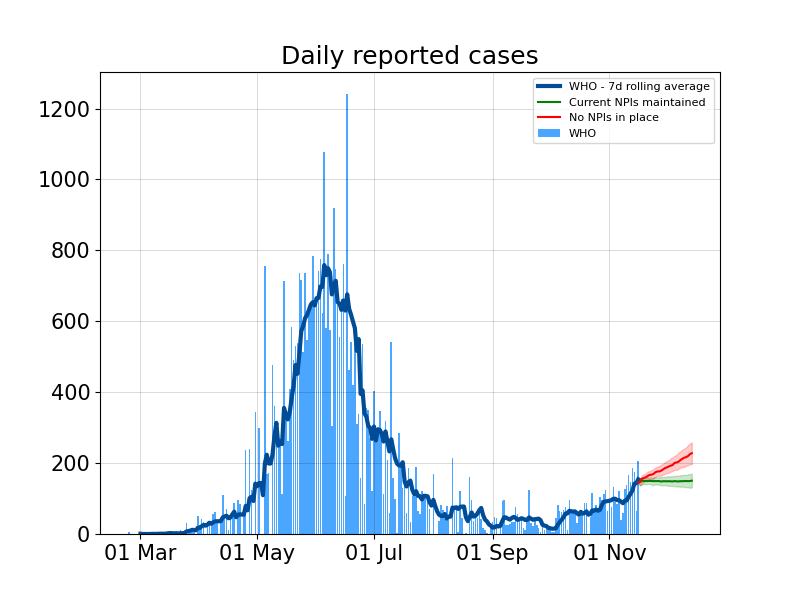 Daily reported cases
WHO - 7d rolling average
Current NPIs maintained
No NPIs in place
WHO
1200
1000
800
600
400
200
0
01 Mar 01 May 01 Jul 01 Sep 01 Nov